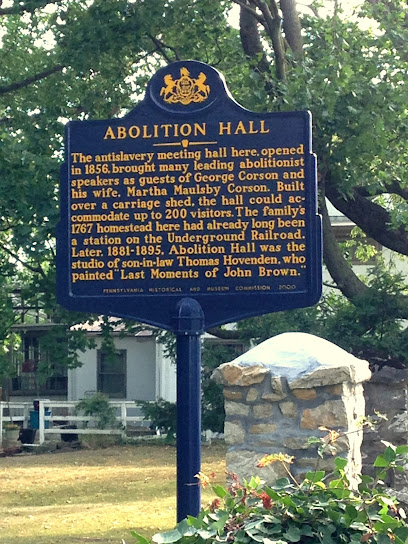 ABOLITION HALL
The antislavery meeting hall here, opened
in 1856, brought many leading abolitionist
speakers as guests of George Corson and
his wife, Martha Maulsby Corson. Built
over a carriage shed, the hall could ac-
commodate up to 200 visitors. The family's
1767 homestead here had already long been
a station on the Underground Railroad.
Later, 1881-1895, Abolition Hall was the
studio of son-in-law Thomas Hovenden, who
painted "Last Moments of John Brown."
PENNSYLVANIA HISTORICAL AND MUSEUM COMMISSION 2000